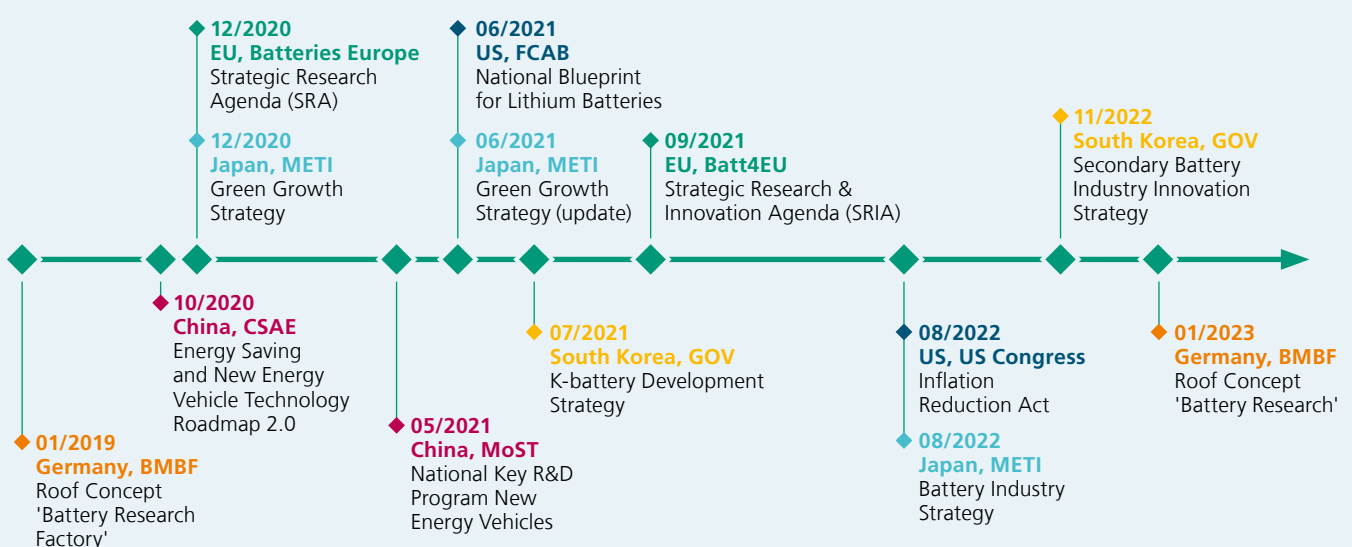 12/2020
EU, Batteries Europe
Strategic Research
Agenda (SRA)
12/2020
Japan, METI
Green Growth
Strategy
06/2021
US, FCAB
National Blueprint
for Lithium Batteries
06/2021
Japan, METI
Green Growth
Strategy (update)
09/2021
EU, Batt4EU
Strategic Research &
Innovation Agenda (SRIA)
11/2022
South Korea, GOV
Secondary Battery
Industry Innovation
Strategy
01/2019
Germany, BMBF
Roof Concept
'Battery Research
Factory'
10/2020
China, CSAE
Energy Saving
and New Energy
Vehicle Technology
Roadmap 2.0
05/2021
China, MoST
National Key R&D
Program New
Energy Vehicles
07/2021
South Korea, GOV
K-battery Development
Strategy
08/2022
US, US Congress
Inflation
Reduction Act
08/2022
Japan, METI
Battery Industry
Strategy
01/2023
Germany, BMBF
Roof Concept
'Battery Research'